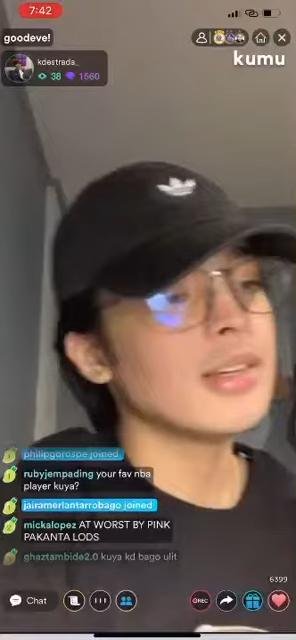 7:42
goodeve!
kdestrada_
38 1560
kumu
philipgorospe joined
rubyjempading your fav nba
player kuya?
jairamerlantarrobago joined
mickalopez AT WORST BY PINK
PAKANTA LODS
ghaztambide2.0 kuya kd bago ulit
6399
Chat
REC